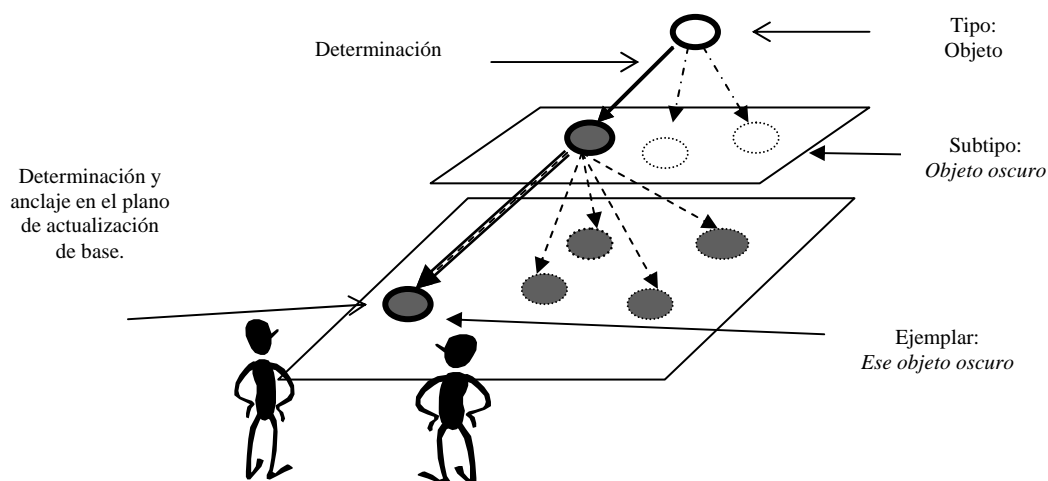 Tipo:
Objeto
Determinación
Subtipo:
Objeto oscuro
Determinación y
anclaje en el plano
de actualización
de base.
Ejemplar:
Ese objeto oscuro